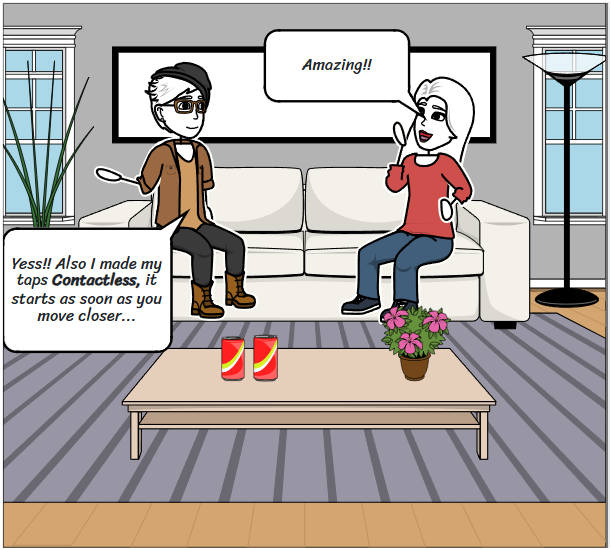 Amazing!!
Yess!! Also I made my
taps Contactless, it
starts as soon as you
move closer...